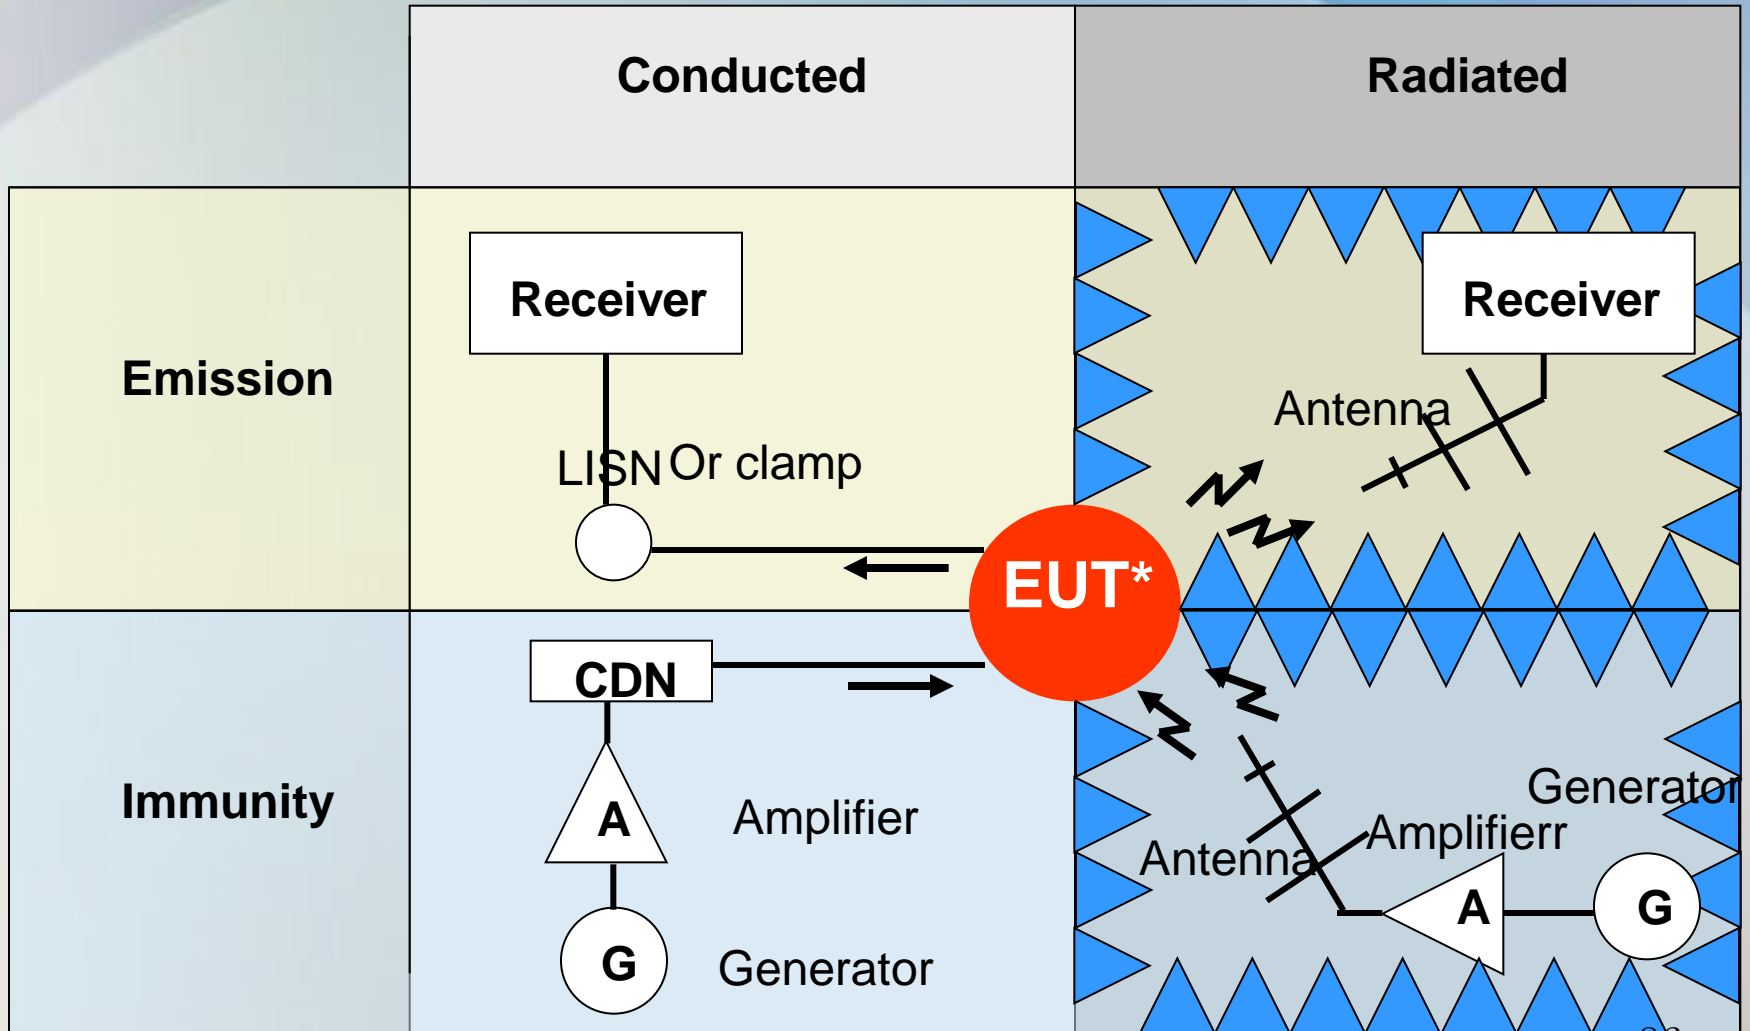 Conducted
Radiated
Emission
Receiver
LISN Or clamp
Receiver
Antenna
EUT*
Immunity
CDN
A
Amplifier
G
Generator
Generator
Amplifierr
Antenna
A
G